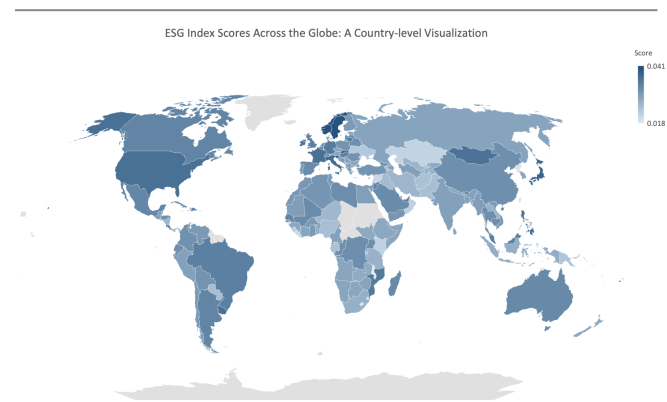 ESG Index Scores Across the Globe: A Country-level Visualization
Score
0.041
0.018